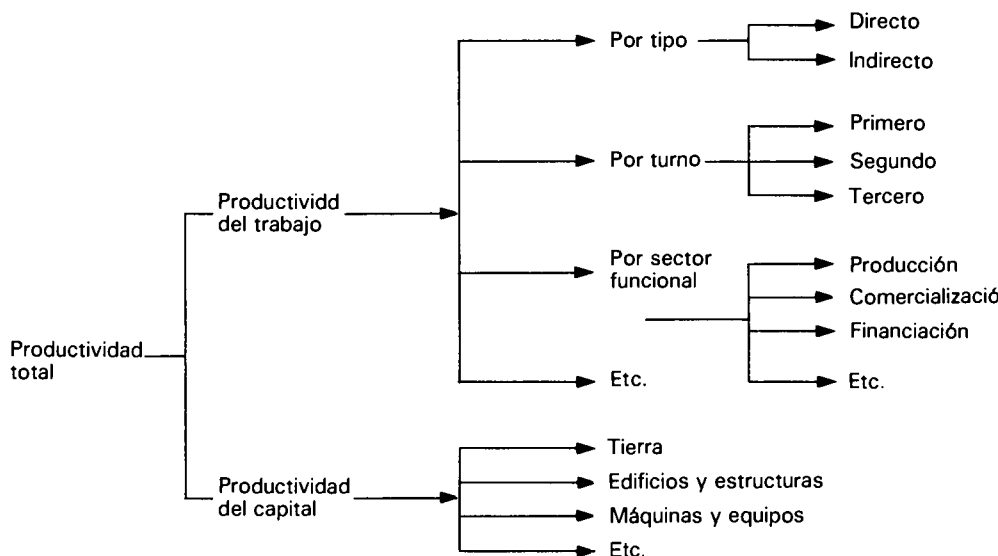 Productividad
total
Productividd
del trabajo
Por tipo
Directo
Indirecto
Por turno
Primero
Segundo
Tercero
Por sector
funcional
Producción
Comercializació
Financiación
Etc.
Etc.
Productividad
del capital
Tierra
Edificios y estructuras
Máquinas y equipos
Etc.